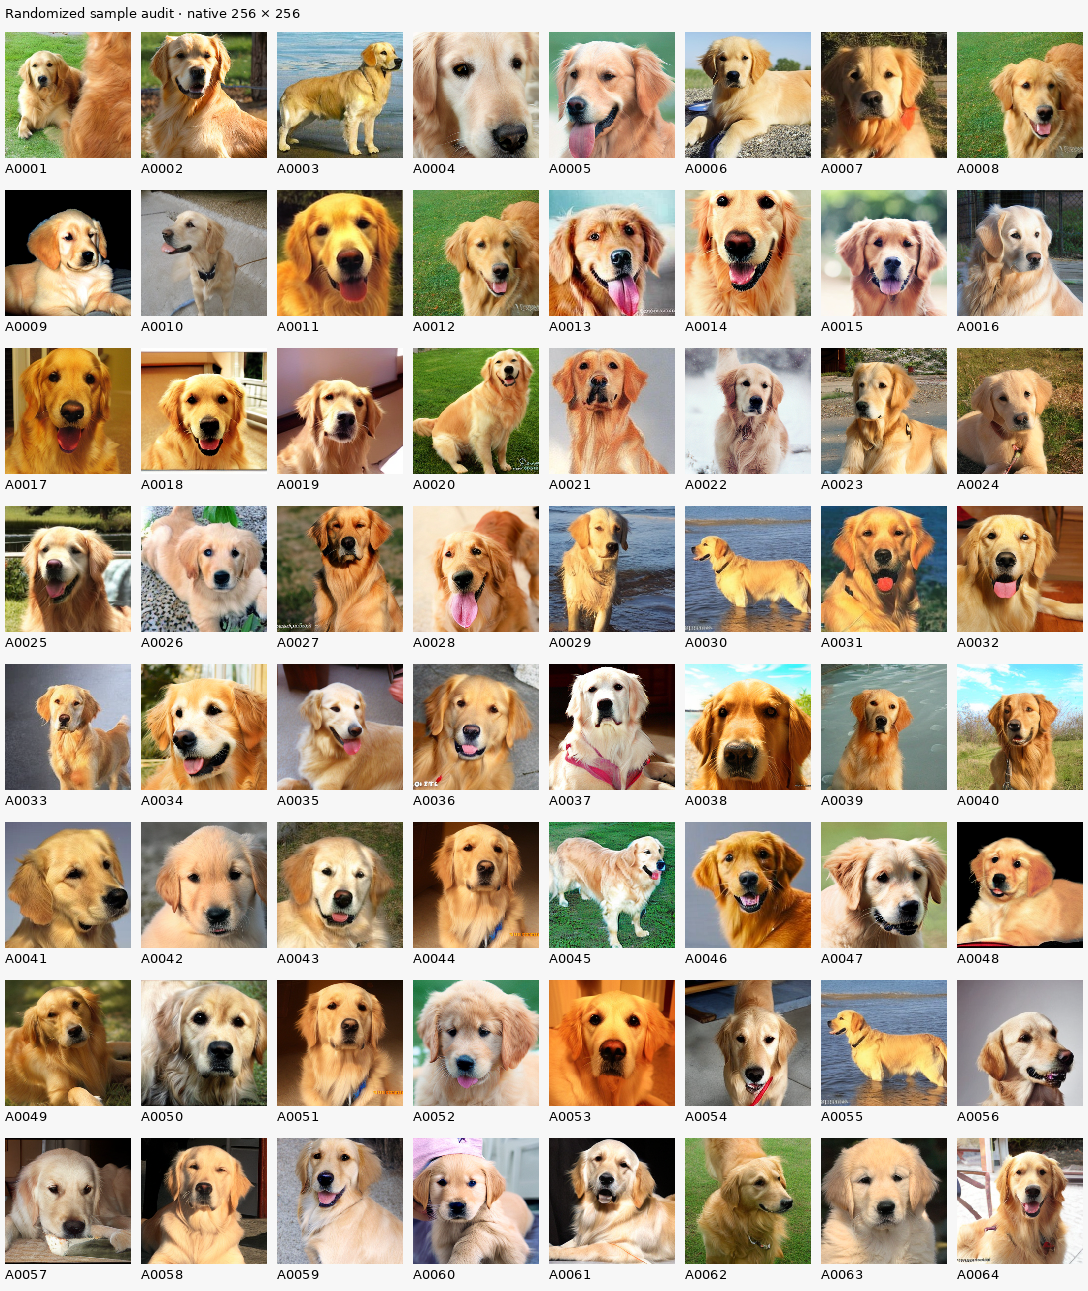 Randomized sample audit · native 256 × 256
A0001 A0002 A0003 A0004 A0005 A0006 A0007 A0008
A0009 A0010 A0011 A0012 A0013 A0014 A0015 A0016
A0017 A0018 A0019 A0020 A0021 A0022 A0023 A0024
A0025 A0026 A0027 A0028 A0029 A0030 A0031 A0032
A0033 A0034 A0035 A0036 A0037 A0038 A0039 A0040
A0041 A0042 A0043 A0044 A0045 A0046 A0047 A0048
A0049 A0050 A0051 A0052 A0053 A0054 A0055 A0056
A0057 A0058 A0059 A0060 A0061 A0062 A0063 A0064